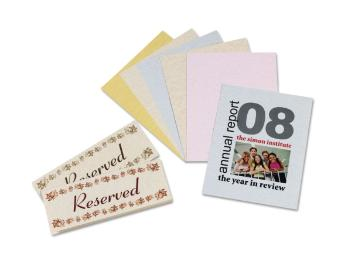 Reserved
Reserved
annual report
08
the simon institute
the year in review